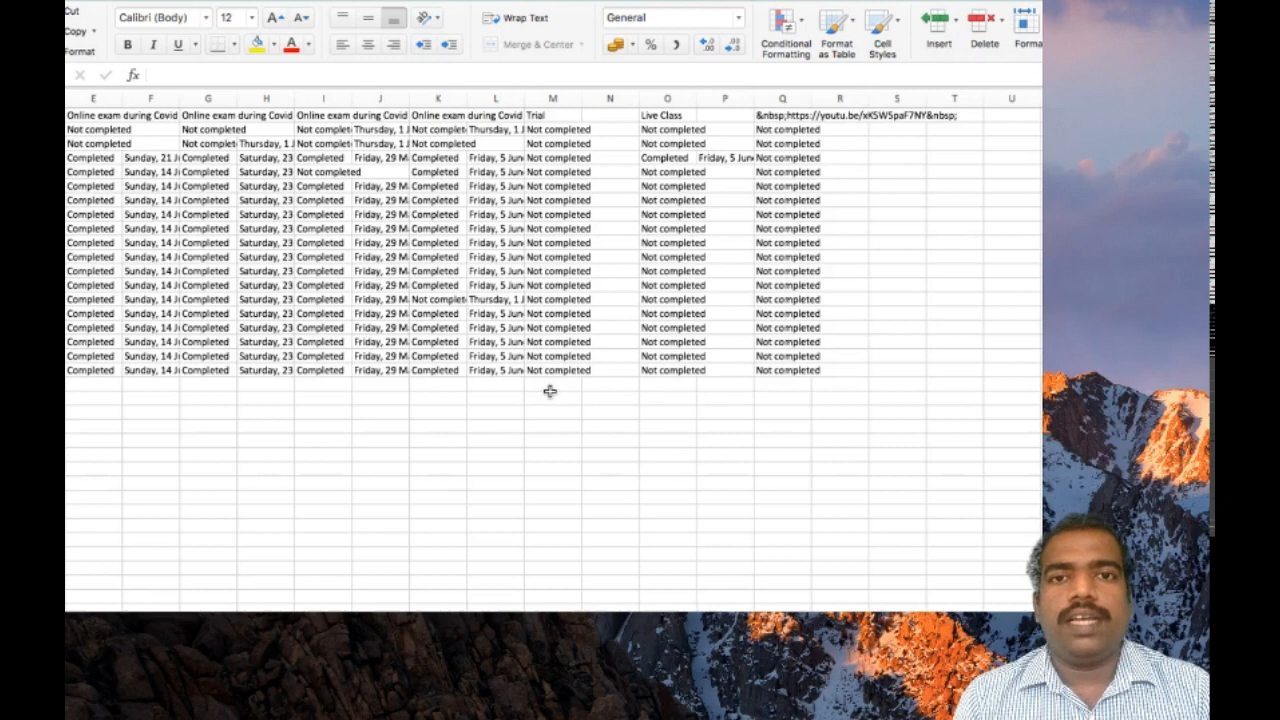 Cut Calibri (Body) 12 A A Wrap Text General
Copy
Format B I U A Merge & Center % Conditional Formatting Format as Table Cell Styles Insert Delete Forma
fx
E F G H I J K L M N O P Q R S T U
Online exam during Covid Online exam during Covid Online exam during Covid Online exam during Covid Trial Live Class &nbsp;https://youtu.be/xKSW5paF7NY&nbsp;
Not completed Not completed Not complet Thursday, 1 J Not complet Thursday, 1 J Not completed Not completed Not completed
Not completed Not complet Thursday, 1 J Not complet Thursday, 1 J Not completed Not completed Not completed Not completed
Completed Sunday, 21 J Completed Saturday, 23 Completed Friday, 29 M Completed Friday, 5 Jun Not completed Completed Friday, 5 Jun Not completed
Completed Sunday, 14 J Completed Saturday, 23 Not completed Completed Friday, 5 Jun Not completed Not completed Not completed
Completed Sunday, 14 J Completed Saturday, 23 Completed Friday, 29 M Completed Friday, 5 Jun Not completed Not completed Not completed
Completed Sunday, 14 J Completed Saturday, 23 Completed Friday, 29 M Completed Friday, 5 Jun Not completed Not completed Not completed
Completed Sunday, 14 J Completed Saturday, 23 Completed Friday, 29 M Completed Friday, 5 Jun Not completed Not completed Not completed
Completed Sunday, 14 J Completed Saturday, 23 Completed Friday, 29 M Completed Friday, 5 Jun Not completed Not completed Not completed
Completed Sunday, 14 J Completed Saturday, 23 Completed Friday, 29 M Completed Friday, 5 Jun Not completed Not completed Not completed
Completed Sunday, 14 J Completed Saturday, 23 Completed Friday, 29 M Completed Friday, 5 Jun Not completed Not completed Not completed
Completed Sunday, 14 J Completed Saturday, 23 Completed Friday, 29 M Completed Friday, 5 Jun Not completed Not completed Not completed
Completed Sunday, 14 J Completed Saturday, 23 Completed Friday, 29 M Completed Friday, 5 Jun Not completed Not completed Not completed
Completed Sunday, 14 J Completed Saturday, 23 Completed Friday, 29 M Not complet Thursday, 1 J Not completed Not completed Not completed
Completed Sunday, 14 J Completed Saturday, 23 Completed Friday, 29 M Completed Friday, 5 Jun Not completed Not completed Not completed
Completed Sunday, 14 J Completed Saturday, 23 Completed Friday, 29 M Completed Friday, 5 Jun Not completed Not completed Not completed
Completed Sunday, 14 J Completed Saturday, 23 Completed Friday, 29 M Completed Friday, 5 Jun Not completed Not completed Not completed
Completed Sunday, 14 J Completed Saturday, 23 Completed Friday, 29 M Completed Friday, 5 Jun Not completed Not completed Not completed
Completed Sunday, 14 J Completed Saturday, 23 Completed Friday, 29 M Completed Friday, 5 Jun Not completed Not completed Not completed